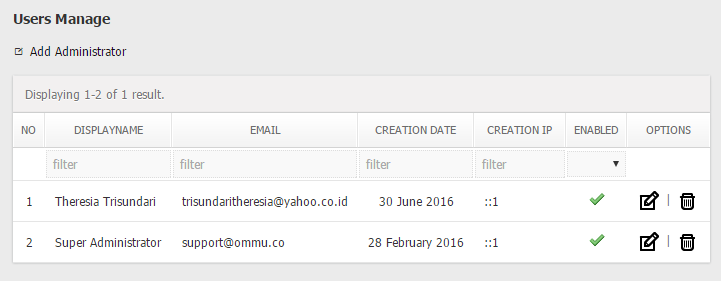 Users Manage
Add Administrator
Displaying 1-2 of 1 result.
NO DISPLAYNAME EMAIL CREATION DATE CREATION IP ENABLED OPTIONS
filter filter filter filter
1 Theresia Trisundari trisundaritheresia@yahoo.co.id 30 June 2016 ::1 |
2 Super Administrator support@ommu.co 28 February 2016 ::1 |